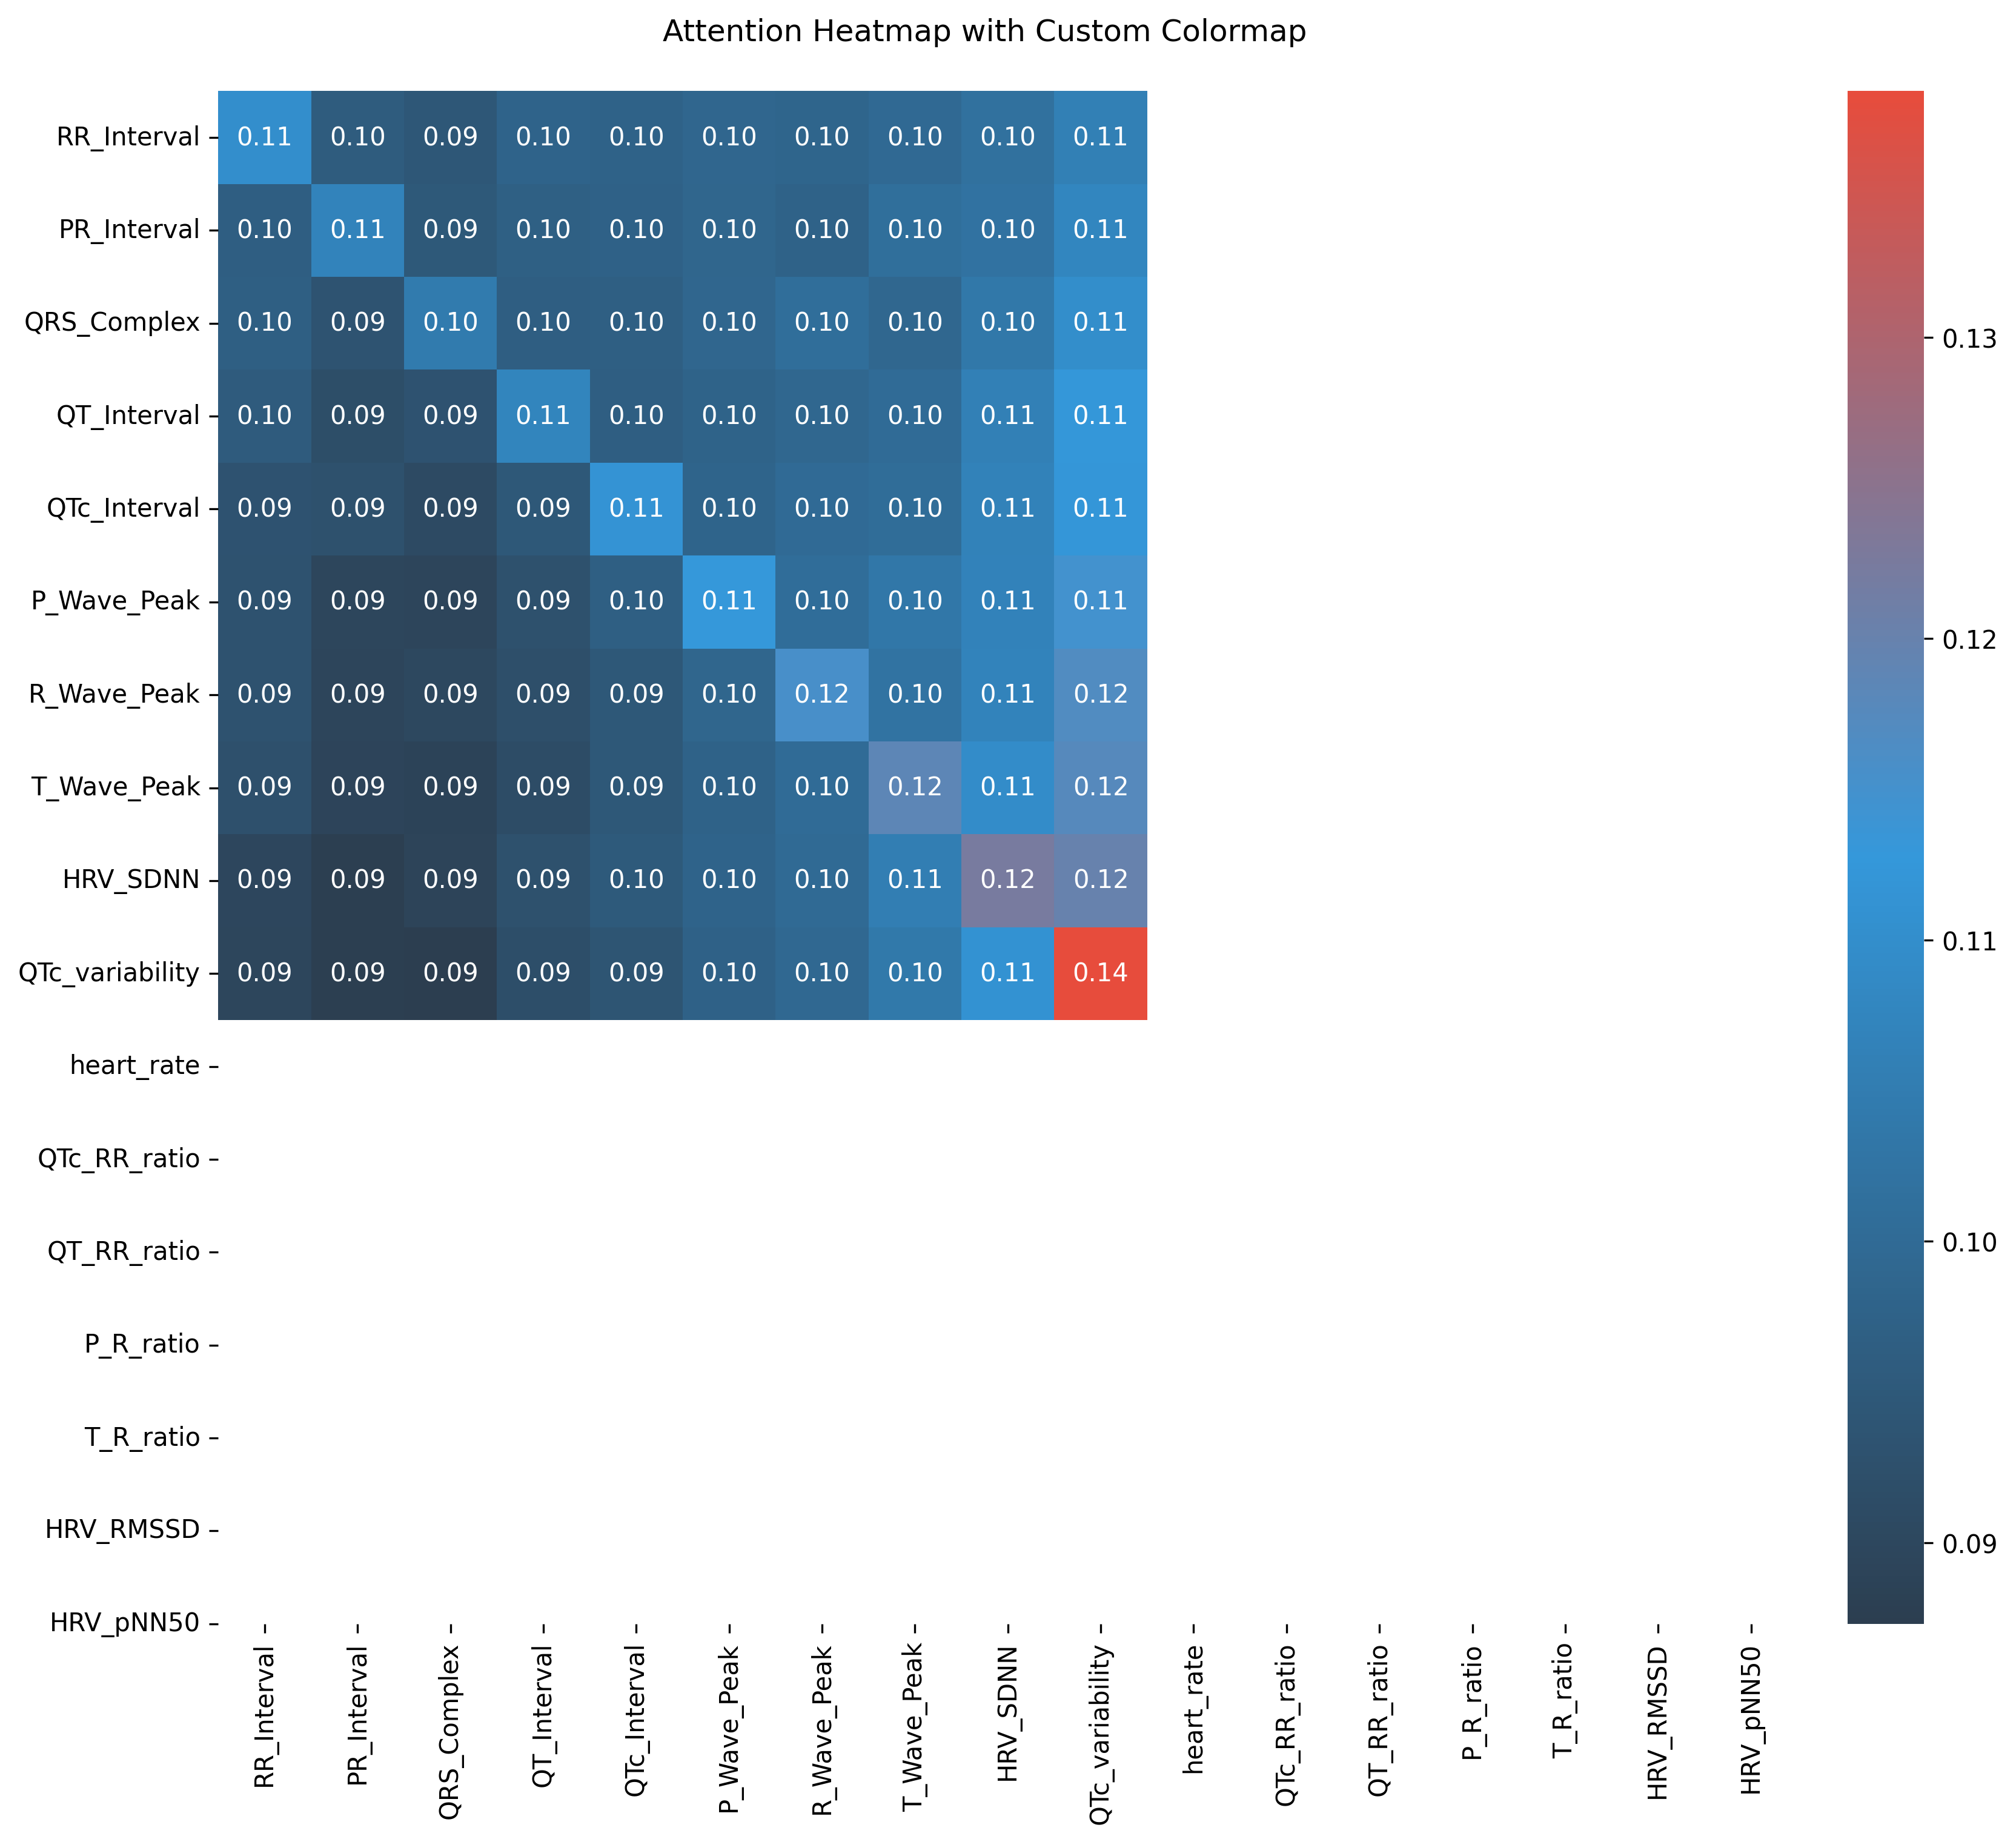 Attention Heatmap with Custom Colormap
RR_Interval 0.11 0.10 0.09 0.10 0.10 0.10 0.10 0.10 0.10 0.11
PR_Interval 0.10 0.11 0.09 0.10 0.10 0.10 0.10 0.10 0.10 0.11
QRS_Complex 0.10 0.09 0.10 0.10 0.10 0.10 0.10 0.10 0.10 0.11
QT_Interval 0.10 0.09 0.09 0.11 0.10 0.10 0.10 0.10 0.11 0.11
QTc_Interval 0.09 0.09 0.09 0.09 0.11 0.10 0.10 0.10 0.11 0.11
P_Wave_Peak 0.09 0.09 0.09 0.09 0.10 0.11 0.10 0.10 0.11 0.11
R_Wave_Peak 0.09 0.09 0.09 0.09 0.09 0.10 0.12 0.10 0.11 0.12
T_Wave_Peak 0.09 0.09 0.09 0.09 0.09 0.10 0.10 0.12 0.11 0.12
HRV_SDNN 0.09 0.09 0.09 0.09 0.10 0.10 0.10 0.11 0.12 0.12
QTc_variability 0.09 0.09 0.09 0.09 0.09 0.10 0.10 0.10 0.11 0.14
heart_rate
QTc_RR_ratio
QT_RR_ratio
P_R_ratio
T_R_ratio
HRV_RMSSD
HRV_pNN50
RR_Interval
PR_Interval
QRS_Complex
QT_Interval
QTc_Interval
P_Wave_Peak
R_Wave_Peak
T_Wave_Peak
HRV_SDNN
QTc_variability
heart_rate
QTc_RR_ratio
QT_RR_ratio
P_R_ratio
T_R_ratio
HRV_RMSSD
HRV_pNN50
0.13
0.12
0.11
0.10
0.09